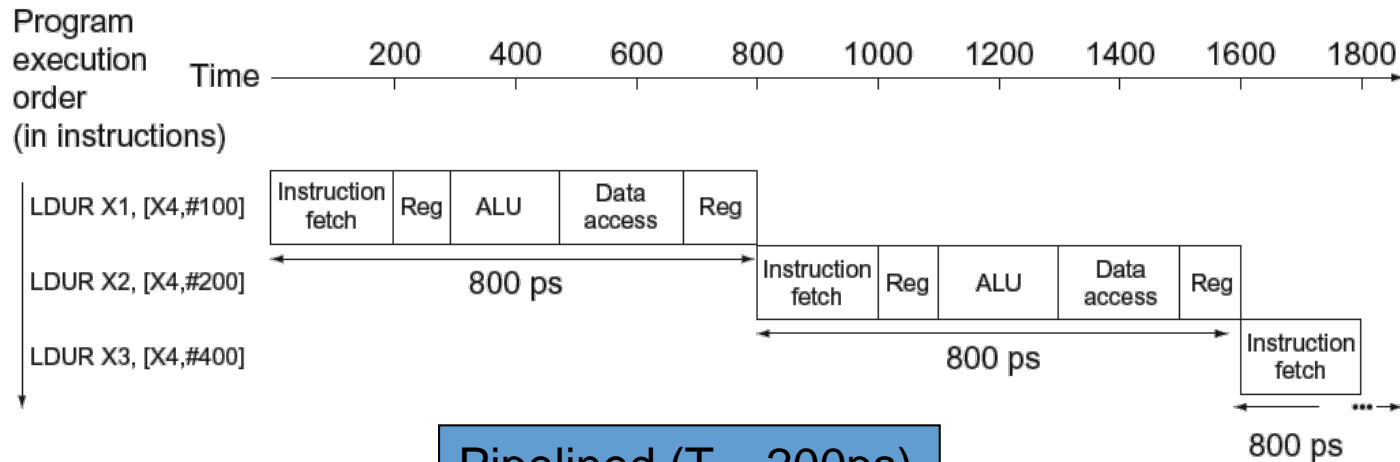 Program
execution
order
(in instructions)
Time
200 400 600 800 1000 1200 1400 1600 1800
LDUR X1, [X4,#100]
Instruction
fetch
Reg
ALU
Data
access
Reg
800 ps
LDUR X2, [X4,#200]
Instruction
fetch
Reg
ALU
Data
access
Reg
800 ps
LDUR X3, [X4,#400]
Instruction
fetch
...
800 ps
Pipelined (T
200ps)